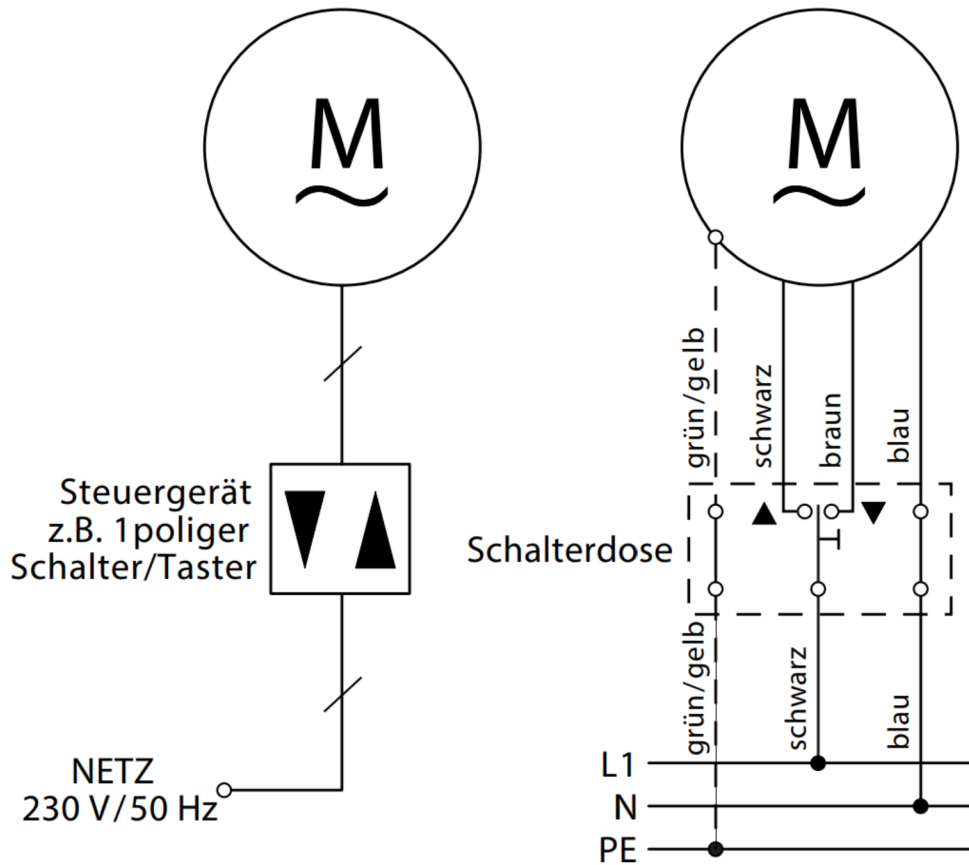 M
Steuergerät
z.B. 1poliger
Schalter/Taster
NETZ
230 V/50 Hz
M
grün/gelb
schwarz
braun
blau
Schalterdose
grün/gelb
schwarz
blau
L1
N
PE